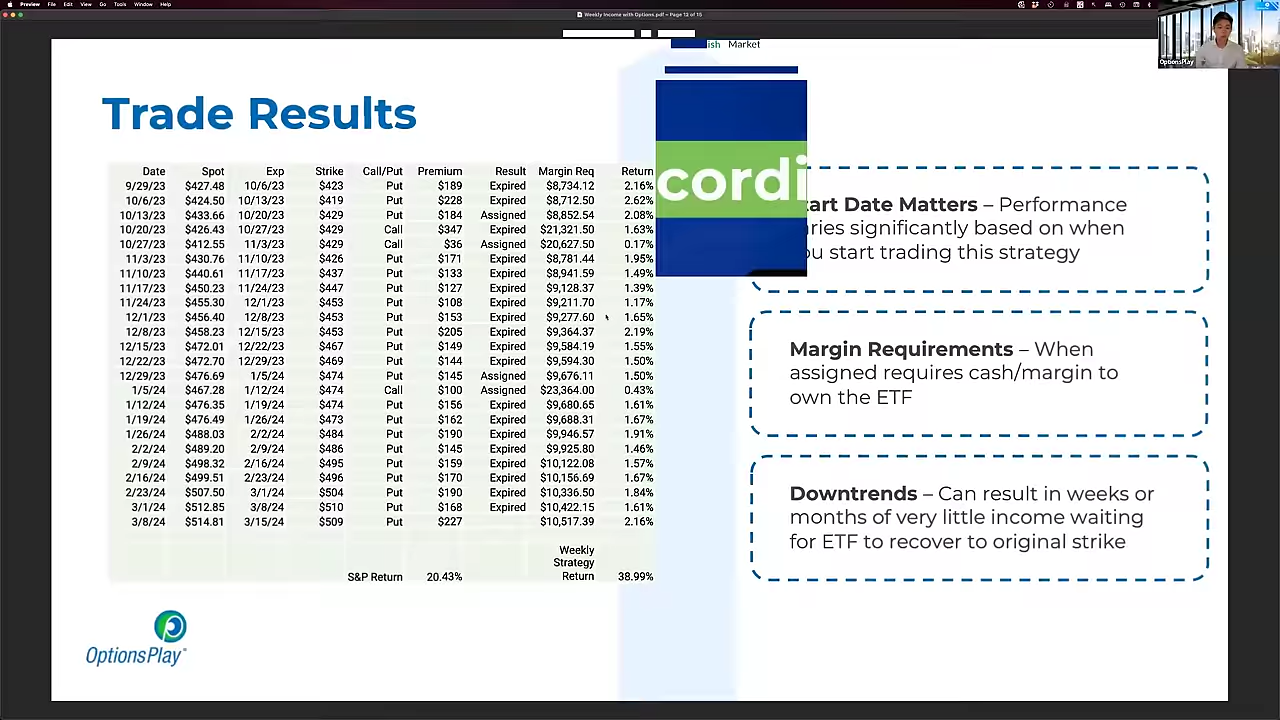 Preview File Edit View Go Tools Window Help
Weekly Income with Options.pdf – Page 12 of 15
ish Market
OptionsPlay
Trade Results
cordi
Date Spot Exp Strike Call/Put Premium Result Margin Req Return
9/29/23 $427.48 10/6/23 $423 Put $189 Expired $8,734.12 2.16%
10/6/23 $424.50 10/13/23 $419 Put $228 Expired $8,712.50 2.62%
10/13/23 $433.66 10/20/23 $429 Put $184 Assigned $8,852.54 2.08%
10/20/23 $426.43 10/27/23 $429 Call $347 Expired $21,321.50 1.63%
10/27/23 $412.55 11/3/23 $429 Call $36 Assigned $20,627.50 0.17%
11/3/23 $430.76 11/10/23 $426 Put $171 Expired $8,781.44 1.95%
11/10/23 $440.61 11/17/23 $437 Put $133 Expired $8,941.59 1.49%
11/17/23 $450.23 11/24/23 $447 Put $127 Expired $9,128.37 1.39%
11/24/23 $455.30 12/1/23 $453 Put $108 Expired $9,211.70 1.17%
12/1/23 $456.40 12/8/23 $453 Put $153 Expired $9,277.60 1.65%
12/8/23 $458.23 12/15/23 $453 Put $205 Expired $9,364.37 2.19%
12/15/23 $472.01 12/22/23 $467 Put $149 Expired $9,584.19 1.55%
12/22/23 $472.70 12/29/23 $469 Put $144 Expired $9,594.30 1.50%
12/29/23 $476.69 1/5/24 $474 Put $145 Assigned $9,676.11 1.50%
1/5/24 $467.28 1/12/24 $474 Call $100 Assigned $23,364.00 0.43%
1/12/24 $476.35 1/19/24 $474 Put $156 Expired $9,680.65 1.61%
1/19/24 $476.49 1/26/24 $473 Put $162 Expired $9,688.31 1.67%
1/26/24 $488.03 2/2/24 $484 Put $190 Expired $9,946.57 1.91%
2/2/24 $489.20 2/9/24 $486 Put $145 Expired $9,925.80 1.46%
2/9/24 $498.32 2/16/24 $495 Put $159 Expired $10,122.08 1.57%
2/16/24 $499.51 2/23/24 $496 Put $170 Expired $10,156.69 1.67%
2/23/24 $507.50 3/1/24 $504 Put $190 Expired $10,336.50 1.84%
3/1/24 $512.85 3/8/24 $510 Put $168 Expired $10,422.15 1.61%
3/8/24 $514.81 3/15/24 $509 Put $227 $10,517.39 2.16%
Weekly
Strategy
S&P Return 20.43% Return 38.99%
art Date Matters – Performance
ries significantly based on when
ou start trading this strategy
Margin Requirements – When
assigned requires cash/margin to
own the ETF
Downtrends – Can result in weeks or
months of very little income waiting
for ETF to recover to original strike
OptionsPlay